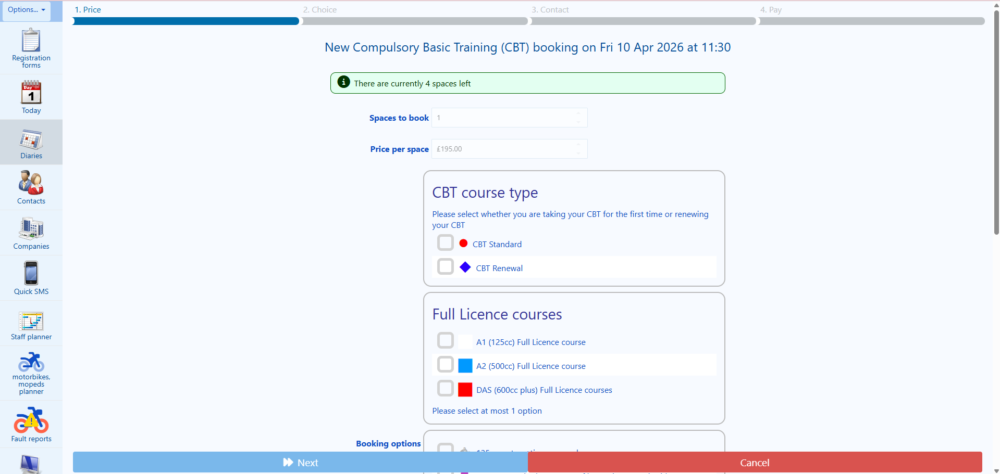 Options...
1. Price
2. Choice
3. Contact
4. Pay
Registration
forms
Day
1
Today
Diaries
Contacts
Companies
Quick SMS
Staff planner
motorbikes,
mopeds
planner
Fault reports
New Compulsory Basic Training (CBT) booking on Fri 10 Apr 2026 at 11:30
There are currently 4 spaces left
Spaces to book
1
Price per space
£195.00
CBT course type
Please select whether you are taking your CBT for the first time or renewing
your CBT
CBT Standard
CBT Renewal
Full Licence courses
A1 (125cc) Full Licence course
A2 (500cc) Full Licence course
DAS (600cc plus) Full Licence courses
Please select at most 1 option
Booking options
Next
Cancel